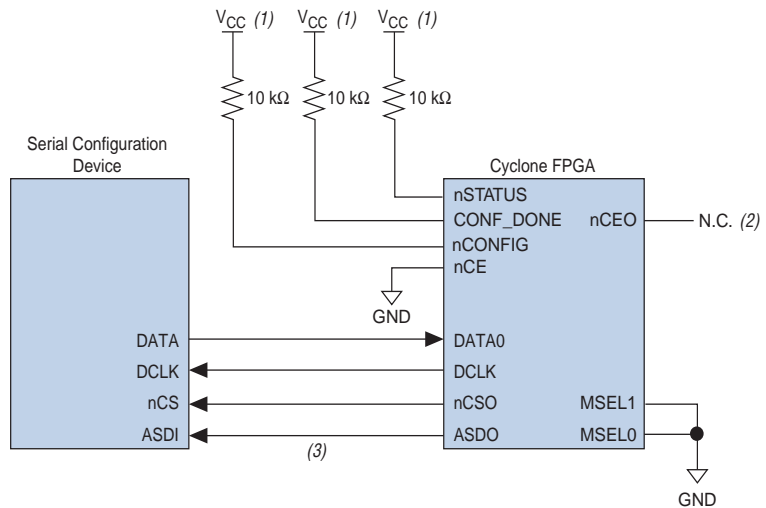 VCC (1) VCC (1) VCC (1)
10 kΩ 10 kΩ 10 kΩ
Serial Configuration
Device
Cyclone FPGA
nSTATUS
CONF_DONE nCEO N.C. (2)
nCONFIG
nCE
GND
DATA DATA0
DCLK DCLK
nCS nCSO MSEL1
ASDI (3) ASDO MSEL0
GND